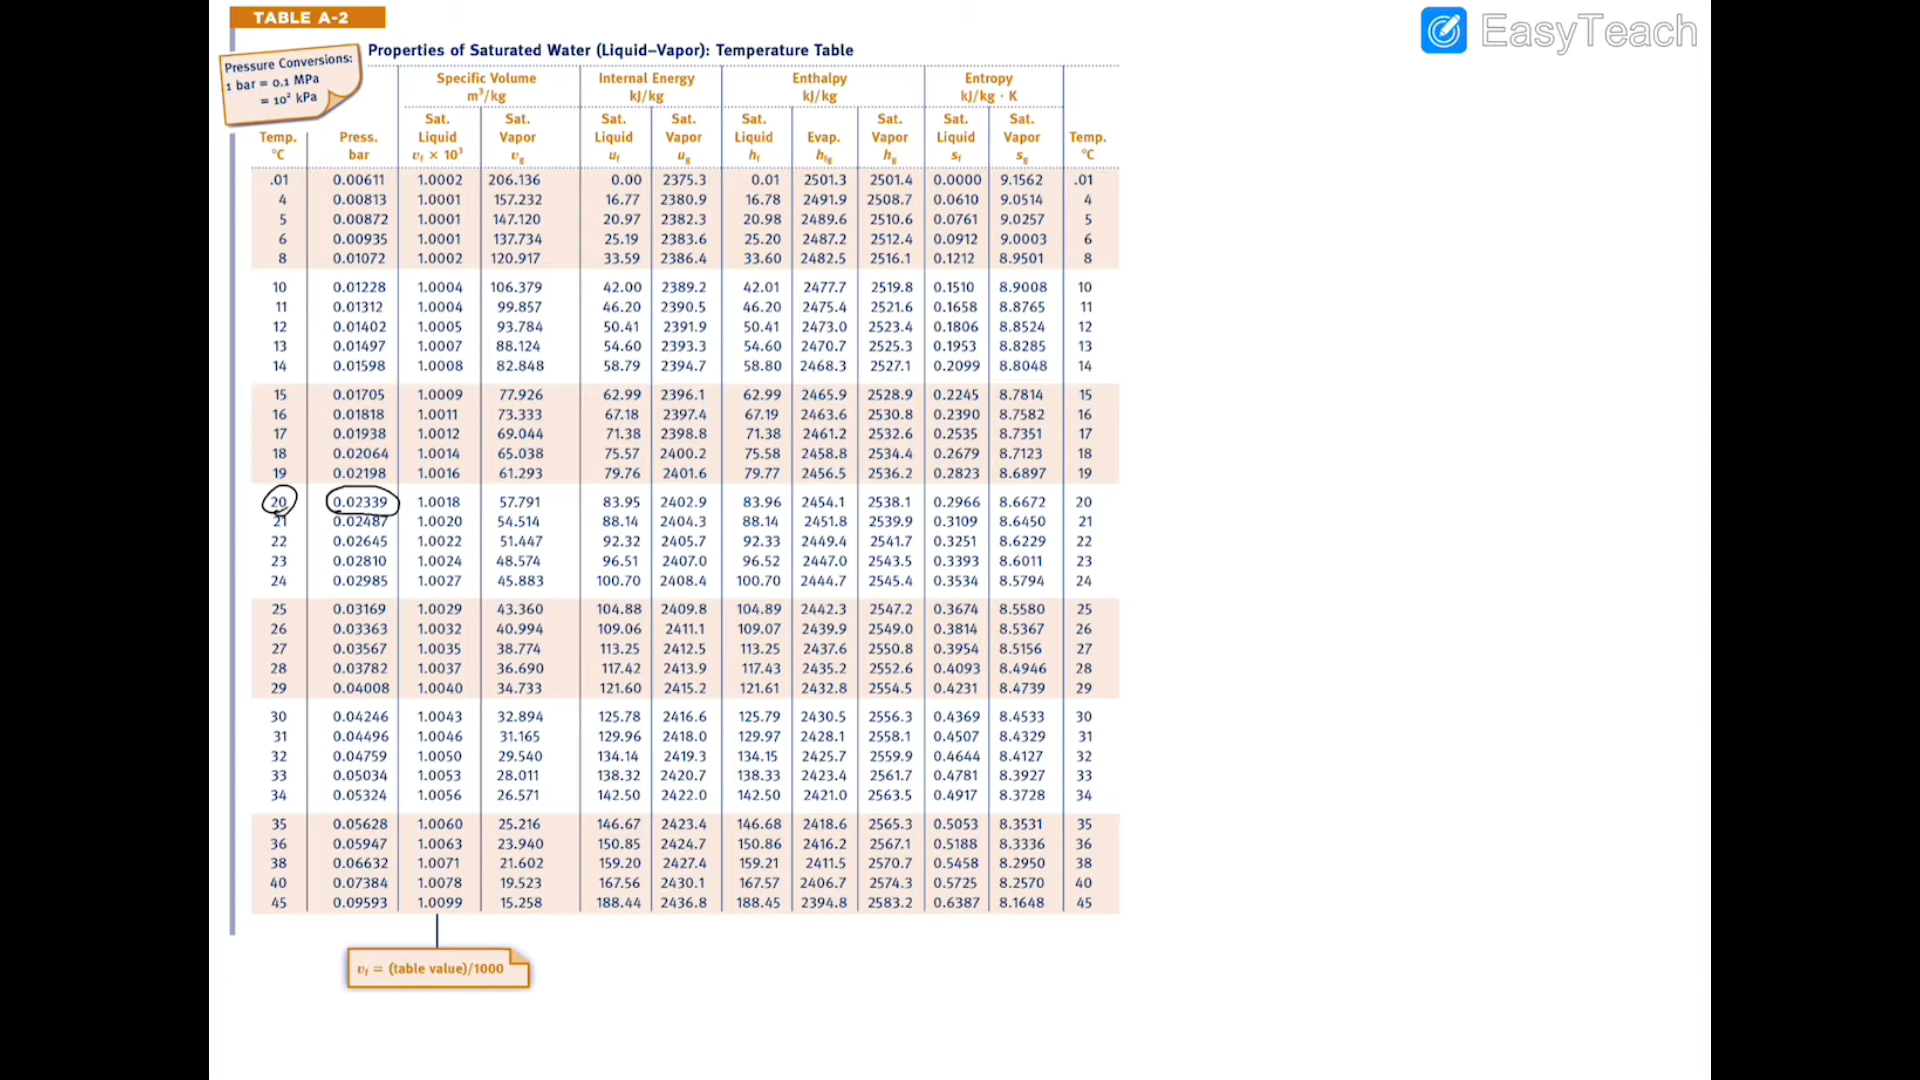 TABLE A-2
EasyTeach
Properties of Saturated Water (Liquid–Vapor): Temperature Table
Pressure Conversions:
1 bar = 0.1 MPa
= 10² kPa
Specific Volume Internal Energy Enthalpy Entropy
m³/kg kJ/kg kJ/kg kJ/kg · K
Sat. Sat. Sat. Sat. Sat. Sat. Sat. Sat.
Temp. Press. Liquid Vapor Liquid Vapor Liquid Evap. Vapor Liquid Vapor Temp.
°C bar vf × 10³ vg uf ug hf hfg hg sf sg °C
.01 0.00611 1.0002 206.136 0.00 2375.3 0.01 2501.3 2501.4 0.0000 9.1562 .01
4 0.00813 1.0001 157.232 16.77 2380.9 16.78 2491.9 2508.7 0.0610 9.0514 4
5 0.00872 1.0001 147.120 20.97 2382.3 20.98 2489.6 2510.6 0.0761 9.0257 5
6 0.00935 1.0001 137.734 25.19 2383.6 25.20 2487.2 2512.4 0.0912 9.0003 6
8 0.01072 1.0002 120.917 33.59 2386.4 33.60 2482.5 2516.1 0.1212 8.9501 8
10 0.01228 1.0004 106.379 42.00 2389.2 42.01 2477.7 2519.8 0.1510 8.9008 10
11 0.01312 1.0004 99.857 46.20 2390.5 46.20 2475.4 2521.6 0.1658 8.8765 11
12 0.01402 1.0005 93.784 50.41 2391.9 50.41 2473.0 2523.4 0.1806 8.8524 12
13 0.01497 1.0007 88.124 54.60 2393.3 54.60 2470.7 2525.3 0.1953 8.8285 13
14 0.01598 1.0008 82.848 58.79 2394.7 58.80 2468.3 2527.1 0.2099 8.8048 14
15 0.01705 1.0009 77.926 62.99 2396.1 62.99 2465.9 2528.9 0.2245 8.7814 15
16 0.01818 1.0011 73.333 67.18 2397.4 67.19 2463.6 2530.8 0.2390 8.7582 16
17 0.01938 1.0012 69.044 71.38 2398.8 71.38 2461.2 2532.6 0.2535 8.7351 17
18 0.02064 1.0014 65.038 75.57 2400.2 75.58 2458.8 2534.4 0.2679 8.7123 18
19 0.02198 1.0016 61.293 79.76 2401.6 79.77 2456.5 2536.2 0.2823 8.6897 19
20 0.02339 1.0018 57.791 83.95 2402.9 83.96 2454.1 2538.1 0.2966 8.6672 20
21 0.02487 1.0020 54.514 88.14 2404.3 88.14 2451.8 2539.9 0.3109 8.6450 21
22 0.02645 1.0022 51.447 92.32 2405.7 92.33 2449.4 2541.7 0.3251 8.6229 22
23 0.02810 1.0024 48.574 96.51 2407.0 96.52 2447.0 2543.5 0.3393 8.6011 23
24 0.02985 1.0027 45.883 100.70 2408.4 100.70 2444.7 2545.4 0.3534 8.5794 24
25 0.03169 1.0029 43.360 104.88 2409.8 104.89 2442.3 2547.2 0.3674 8.5580 25
26 0.03363 1.0032 40.994 109.06 2411.1 109.07 2439.9 2549.0 0.3814 8.5367 26
27 0.03567 1.0035 38.774 113.25 2412.5 113.25 2437.6 2550.8 0.3954 8.5156 27
28 0.03782 1.0037 36.690 117.42 2413.9 117.43 2435.2 2552.6 0.4093 8.4946 28
29 0.04008 1.0040 34.733 121.60 2415.2 121.61 2432.8 2554.5 0.4231 8.4739 29
30 0.04246 1.0043 32.894 125.78 2416.6 125.79 2430.5 2556.3 0.4369 8.4533 30
31 0.04496 1.0046 31.165 129.96 2418.0 129.97 2428.1 2558.1 0.4507 8.4329 31
32 0.04759 1.0050 29.540 134.14 2419.3 134.15 2425.7 2559.9 0.4644 8.4127 32
33 0.05034 1.0053 28.011 138.32 2420.7 138.33 2423.4 2561.7 0.4781 8.3927 33
34 0.05324 1.0056 26.571 142.50 2422.0 142.50 2421.0 2563.5 0.4917 8.3728 34
35 0.05628 1.0060 25.216 146.67 2423.4 146.68 2418.6 2565.3 0.5053 8.3531 35
36 0.05947 1.0063 23.940 150.85 2424.7 150.86 2416.2 2567.1 0.5188 8.3336 36
38 0.06632 1.0071 21.602 159.20 2427.4 159.21 2411.5 2570.7 0.5458 8.2950 38
40 0.07384 1.0078 19.523 167.56 2430.1 167.57 2406.7 2574.3 0.5725 8.2570 40
45 0.09593 1.0099 15.258 188.44 2436.8 188.45 2394.8 2583.2 0.6387 8.1648 45
vf = (table value)/1000